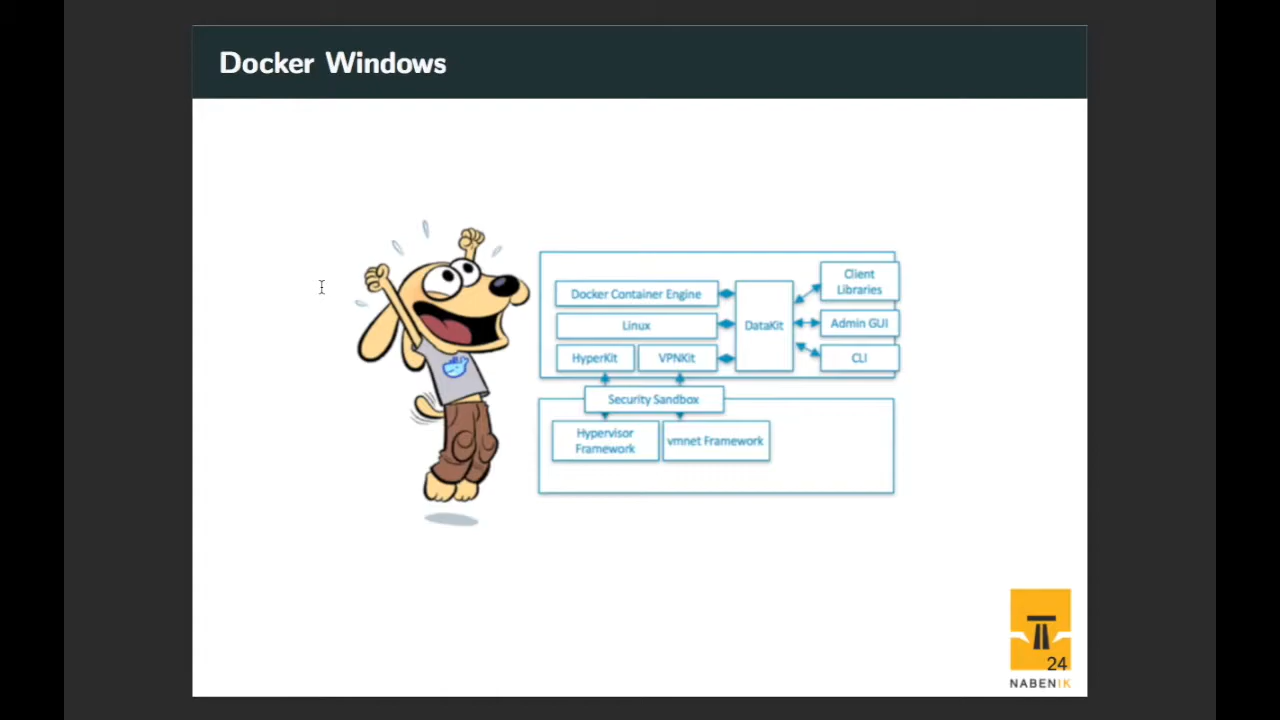 Docker Windows
Docker Container Engine
Linux
HyperKit
VPNKit
DataKit
Client
Libraries
Admin GUI
CLI
Security Sandbox
Hypervisor
Framework
vmnet Framework
24
NABENIK